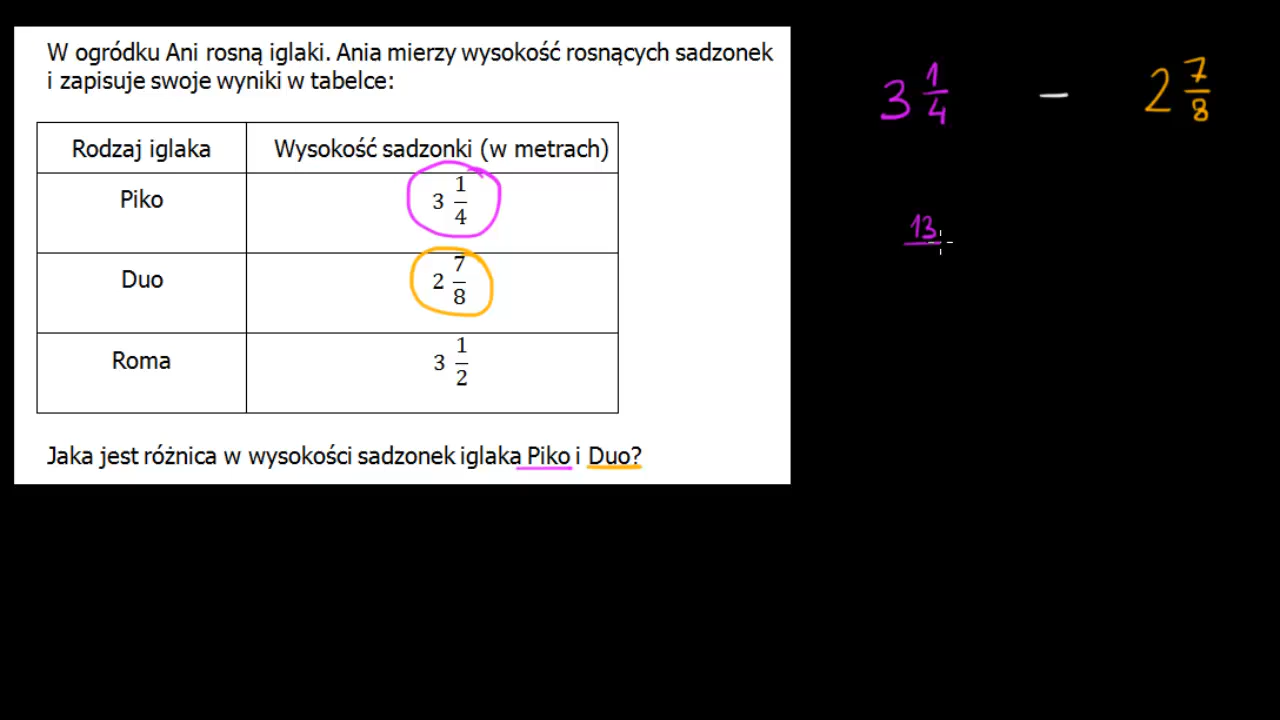 W ogródku Ani rosną iglaki. Ania mierzy wysokość rosnących sadzonek
i zapisuje swoje wyniki w tabelce:
Rodzaj iglaka Wysokość sadzonki (w metrach)
Piko 3 1/4
Duo 2 7/8
Roma 3 1/2
Jaka jest różnica w wysokości sadzonek iglaka Piko i Duo?
3 1/4 - 2 7/8
13